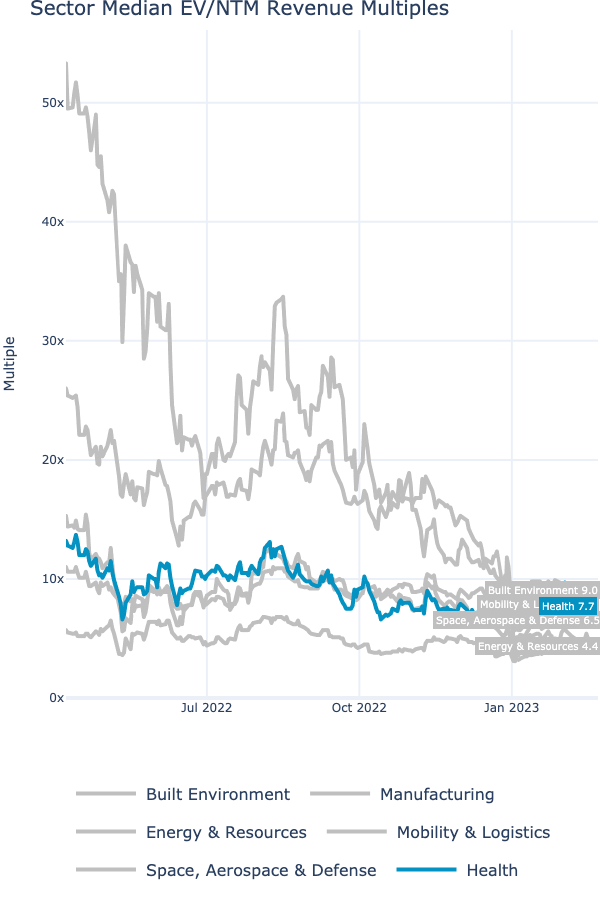 Sector Median EV/NTM Revenue Multiples
50x
40x
30x
20x
10x
0x
Multiple
Built Environment 9.0
Mobility & L
Health 7.7
Space, Aerospace & Defense 6.5
Energy & Resources 4.4
Jul 2022 Oct 2022 Jan 2023
Built Environment Manufacturing
Energy & Resources Mobility & Logistics
Space, Aerospace & Defense Health